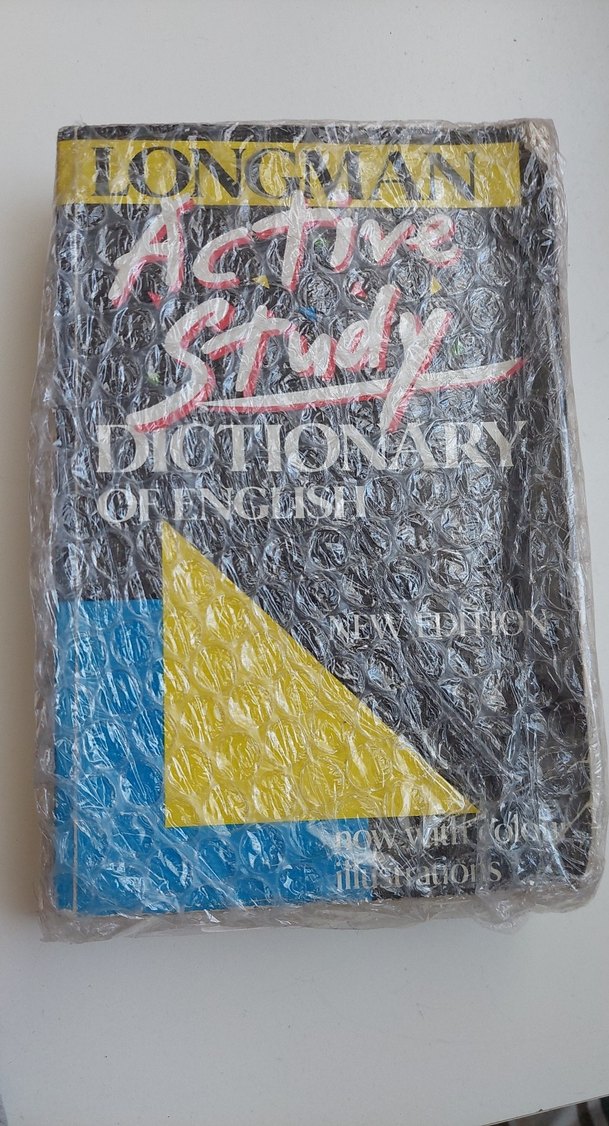 LONGMAN
Active
Study
DICTIONARY
OF ENGLISH
NEW EDITION
now with colour
illustrations